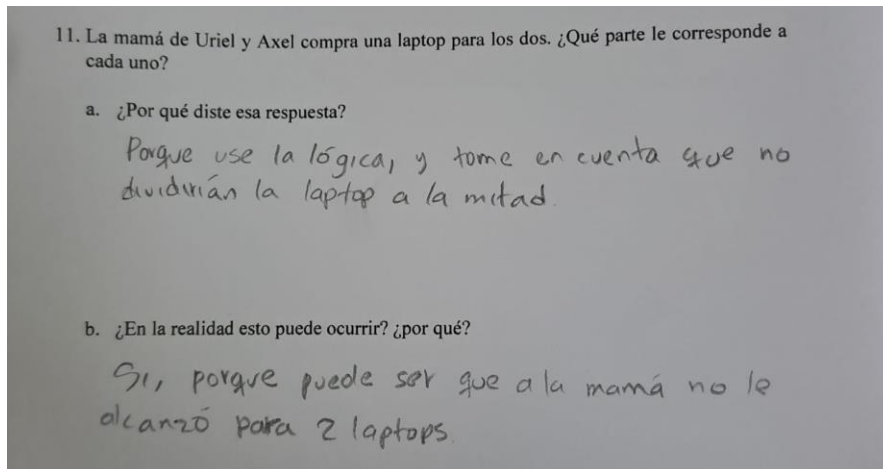 11. La mamá de Uriel y Axel compra una laptop para los dos. ¿Qué parte le corresponde a
cada uno?
a. ¿Por qué diste esa respuesta?
Porque use la lógica, y tome en cuenta que no
dividirián la laptop a la mitad.
b. ¿En la realidad esto puede ocurrir? ¿por qué?
Si, porque puede ser que a la mamá no le
alcanzó para 2 laptops.